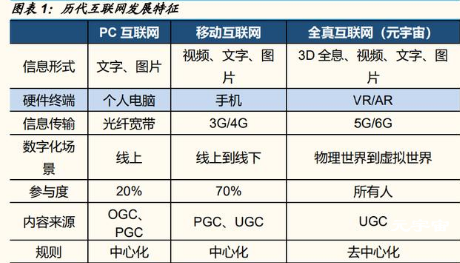 图表 1：历代互联网发展特征
PC 互联网 移动互联网 全真互联网（元宇宙）
信息形式 文字、图片 视频、文字、图片 3D 全息、视频、文字、图片
硬件终端 个人电脑 手机 VR/AR
信息传输 光纤宽带 3G/4G 5G/6G
数字化场景 线上 线上到线下 物理世界到虚拟世界
参与度 20% 70% 所有人
内容来源 OGC、PGC PGC、UGC UGC
规则 中心化 中心化 去中心化